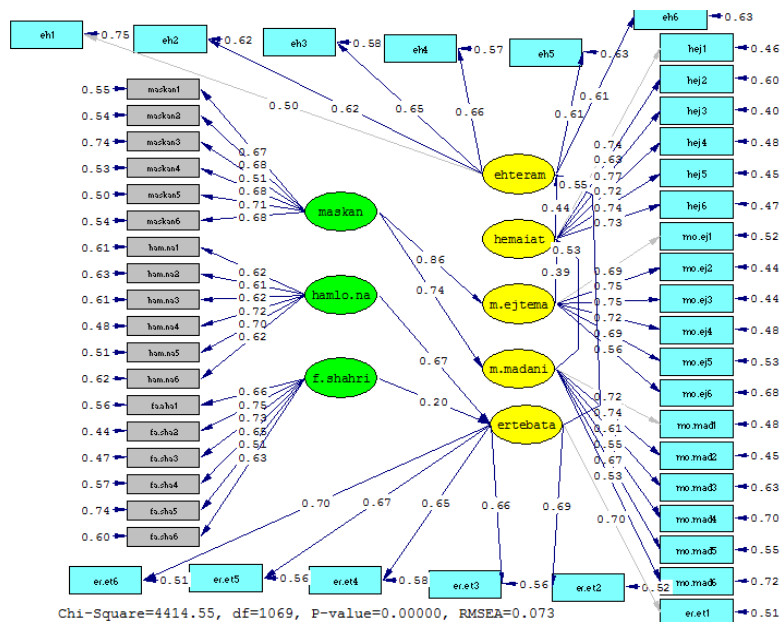 eh1 0.75 eh2 0.62 eh3 0.58 eh4 0.57 eh5 0.63 eh6 0.63
0.50 0.62 0.65 0.66 0.61 0.61
0.55 maskan1
0.54 maskan2
0.74 maskan3
0.53 maskan4
0.50 maskan5
0.54 maskan6
0.61 ham.na1
0.63 ham.na2
0.61 ham.na3
0.48 ham.na4
0.51 ham.na5
0.62 ham.na6
0.56 fa.sha1
0.44 fa.sha2
0.47 fa.sha3
0.57 fa.sha4
0.74 fa.sha5
0.60 fa.sha6
0.67
0.68
0.51
0.68
0.71
0.68
0.62
0.61
0.62
0.72
0.70
0.62
0.66
0.75
0.73
0.65
0.51
0.63
maskan
hamlo.na
f.shahri
0.86
0.74
0.67
0.20
ehteram
hemaiat
m.ejtema
m.madani
ertebata
0.55
0.44
0.53
0.39
0.74
0.63
0.77
0.72
0.74
0.73
0.69
0.75
0.75
0.72
0.69
0.56
0.72
0.74
0.61
0.55
0.67
0.53
0.70
hej1 0.46
hej2 0.60
hej3 0.40
hej4 0.48
hej5 0.45
hej6 0.47
mo.ej1 0.52
mo.ej2 0.44
mo.ej3 0.44
mo.ej4 0.48
mo.ej5 0.53
mo.ej6 0.68
mo.mad1 0.48
mo.mad2 0.45
mo.mad3 0.63
mo.mad4 0.70
mo.mad5 0.55
mo.mad6 0.72
er.et1 0.51
0.70 0.67 0.65 0.66 0.69
er.et6 0.51 er.et5 0.56 er.et4 0.58 er.et3 0.56 er.et2 0.52
Chi-Square=4414.55, df=1069, P-value=0.00000, RMSEA=0.073